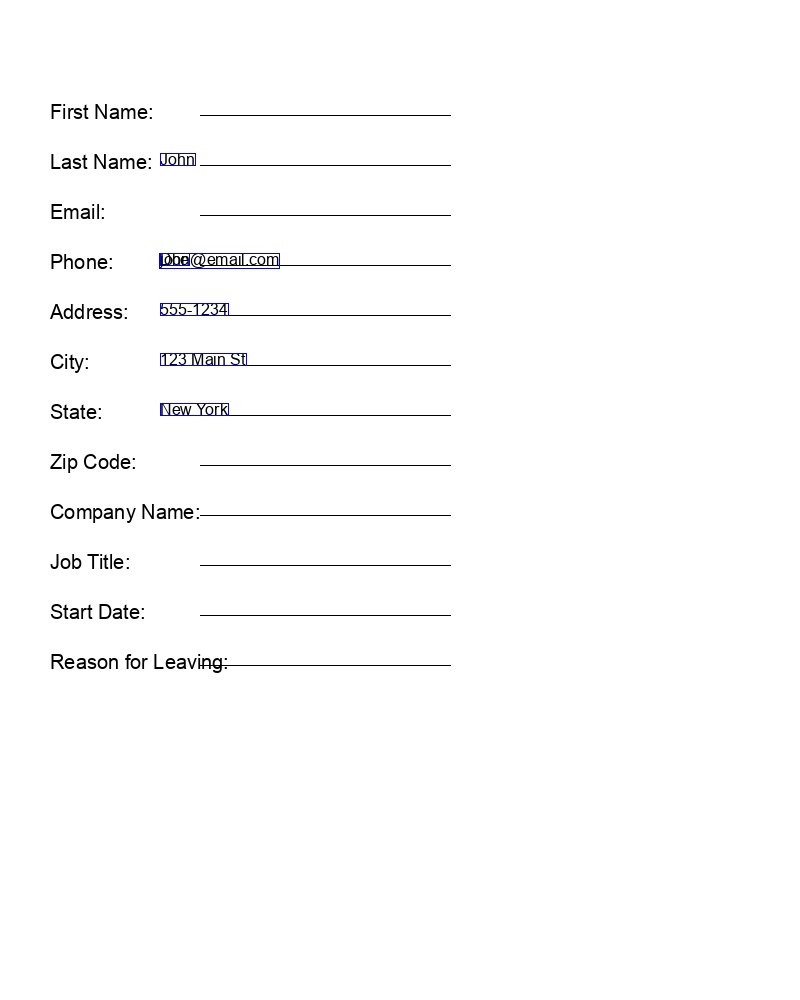 First Name:
Last Name: John
Email:
Phone: john@email.com
Address: 555-1234
City: 123 Main St
State: New York
Zip Code:
Company Name:
Job Title:
Start Date:
Reason for Leaving: